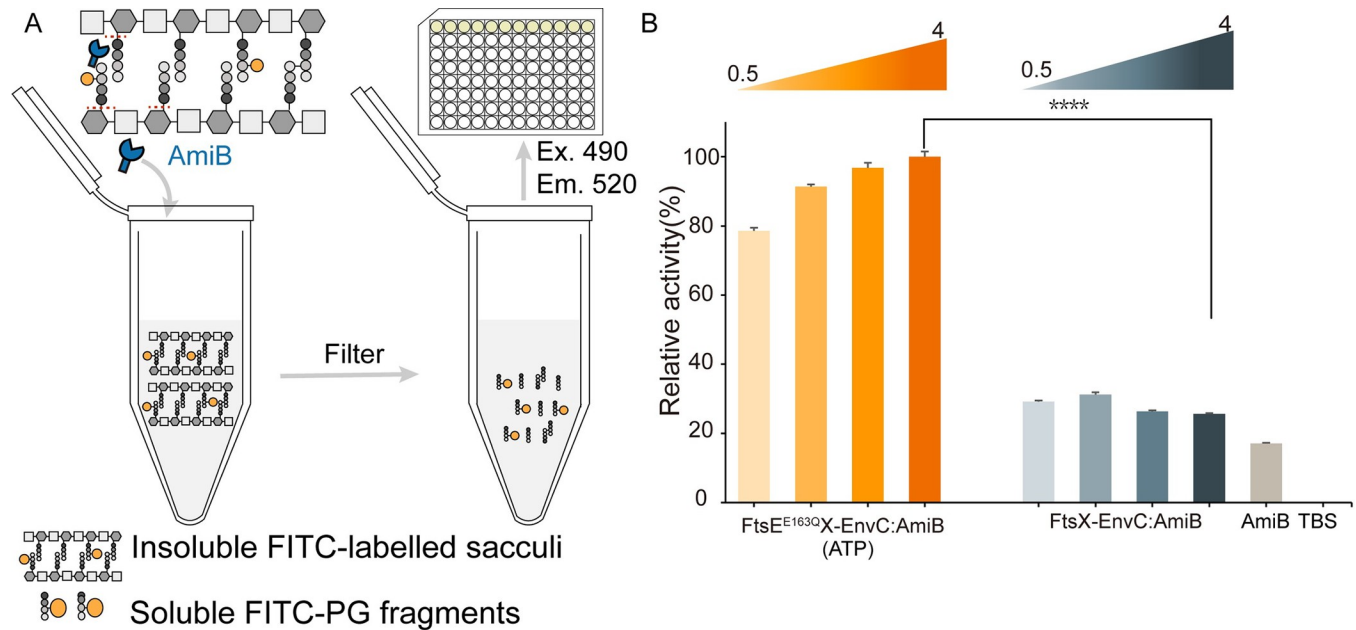 A
AmiB
Ex. 490
Em. 520
Filter
Insoluble FITC-labelled sacculi
Soluble FITC-PG fragments
B
0.5
4
0.5
4
****
Relative activity(%)
100
80
60
40
20
0
FtsE^E163QX-EnvC:AmiB
(ATP)
FtsX-EnvC:AmiB
AmiB
TBS